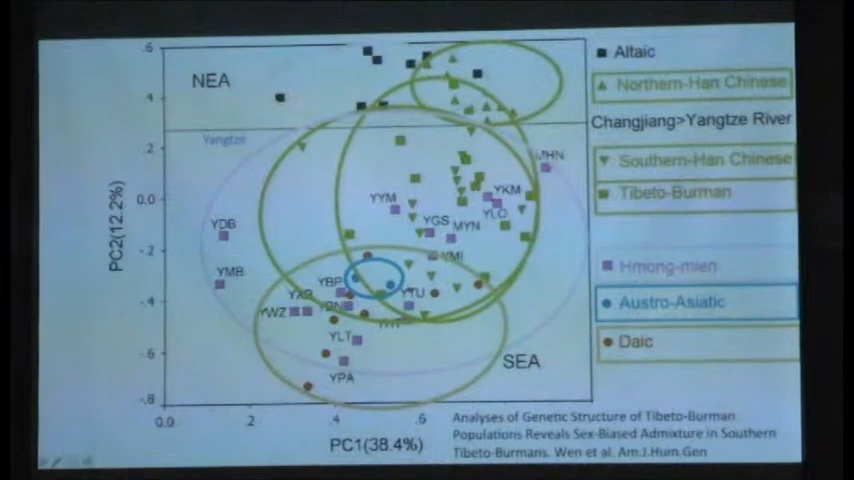 .6
NEA
.4
Yangtze
.2
0.0
-.2
-.4
-.6
-.8
PC2(12.2%)
MHN
YKM
YYM
YLO
YDB
YGS
MYN
YMI
YMB
YBP
YTU
YXP
YBN
YWZ
YLT
YPA
SEA
0.0
.2
.4
.6
PC1(38.4%)
Altaic
Northern-Han Chinese
Changjiang>Yangtze River
Southern-Han Chinese
Tibeto-Burman
Hmong-mien
Austro-Asiatic
Daic
Analyses of Genetic Structure of Tibeto-Burman
Populations Reveals Sex-Biased Admixture in Southern
Tibeto-Burmans. Wen et al. Am.J.Hum.Gen